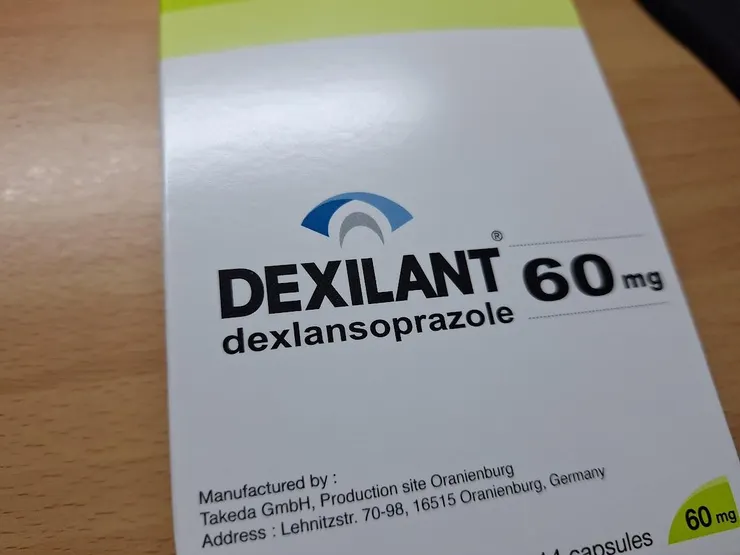 DEXILANT® 60 mg
dexlansoprazole
Manufactured by :
Takeda GmbH, Production site Oranienburg
Address : Lehnitzstr. 70-98, 16515 Oranienburg, Germany
capsules
60 mg